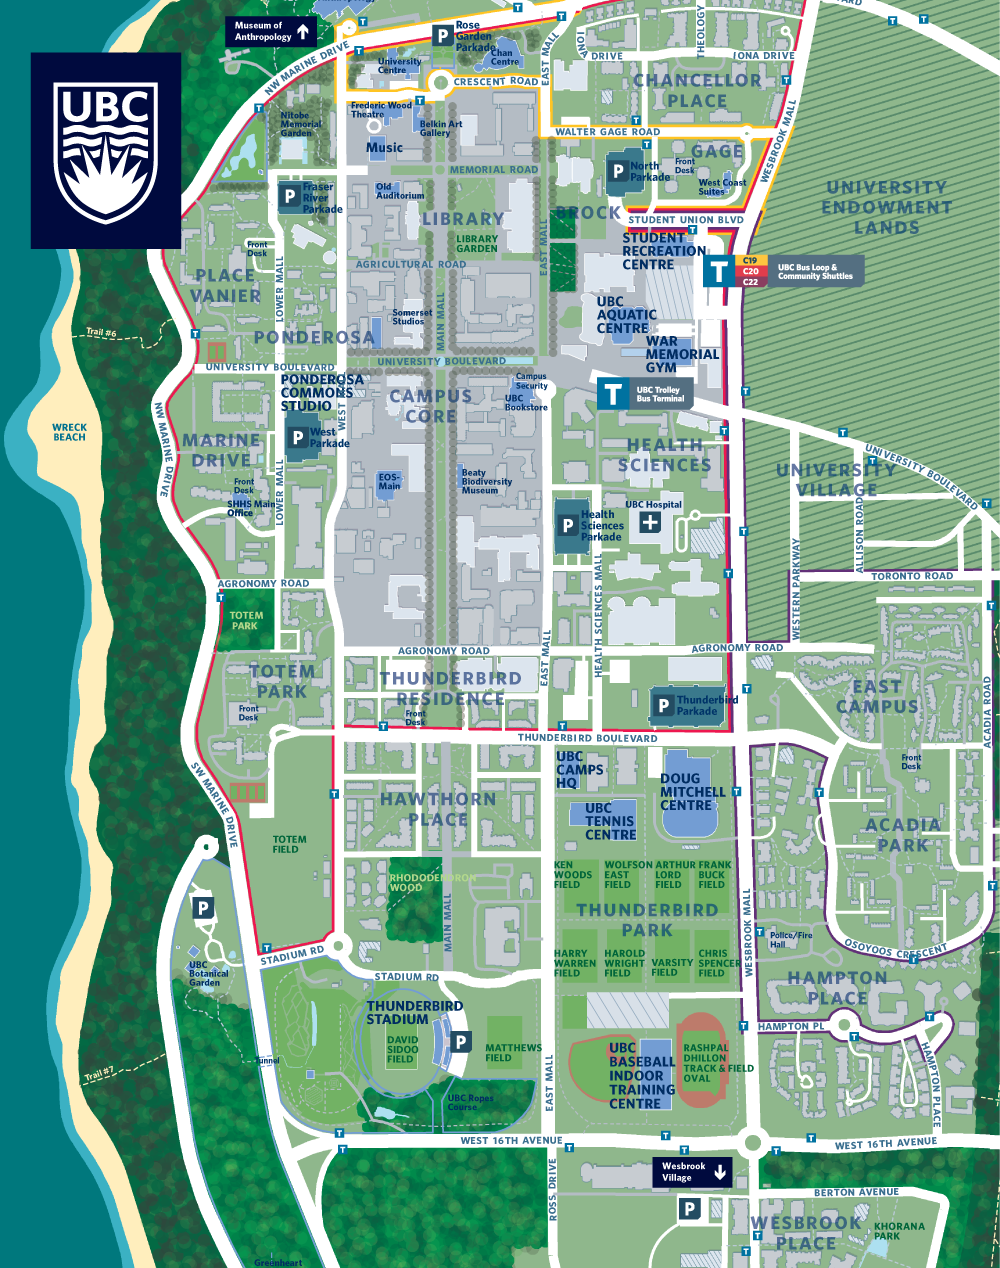 UBC
Museum of
Anthropology
NW MARINE DRIVE
P
Rose
Garden
Parkade
University
Centre
Chan
Centre
CRESCENT ROAD
EAST MALL
IONA
DRIVE
THEOLOGY
IONA DRIVE
CHANCELLOR
PLACE
WALTER GAGE ROAD
WESBROOK MALL
Nitobe
Memorial
Garden
Frederic Wood
Theatre
Belkin Art
Gallery
Music
MEMORIAL ROAD
GAGE
P
North
Parkade
Front
Desk
West Coast
Suites
P
Fraser
River
Parkade
Old
Auditorium
LIBRARY
LIBRARY
GARDEN
BROCK
STUDENT UNION BLVD
UNIVERSITY
ENDOWMENT
LANDS
STUDENT
RECREATION
CENTRE
EAST MALL
T
C19
C20
C22
UBC Bus Loop &
Community Shuttles
Front
Desk
PLACE
VANIER
LOWER MALL
AGRICULTURAL ROAD
MAIN MALL
Somerset
Studios
UBC
AQUATIC
CENTRE
WAR
MEMORIAL
GYM
PONDEROSA
Trail #6
UNIVERSITY BOULEVARD
UNIVERSITY BOULEVARD
PONDEROSA
COMMONS
STUDIO
WEST MALL
CAMPUS
CORE
Campus
Security
UBC
Bookstore
T
UBC Trolley
Bus Terminal
WRECK
BEACH
NW MARINE DRIVE
MARINE
DRIVE
P
West
Parkade
HEALTH
SCIENCES
UNIVERSITY
VILLAGE
UNIVERSITY BOULEVARD
Front
Desk
SHHS Main
Office
LOWER MALL
EOS-
Main
Beaty
Biodiversity
Museum
P
Health
Sciences
Parkade
UBC Hospital
ALLISON ROAD
WESTERN PARKWAY
TORONTO ROAD
AGRONOMY ROAD
TOTEM
PARK
HEALTH SCIENCES MALL
EAST MALL
AGRONOMY ROAD
AGRONOMY ROAD
TOTEM
PARK
Front
Desk
THUNDERBIRD
RESIDENCE
Front
Desk
P
Thunderbird
Parkade
EAST
CAMPUS
ACADIA ROAD
THUNDERBIRD BOULEVARD
SW MARINE DRIVE
UBC
CAMPS
HQ
DOUG
MITCHELL
CENTRE
UBC
TENNIS
CENTRE
HAWTHORN
PLACE
Front
Desk
ACADIA
PARK
TOTEM
FIELD
RHODODENDRON
WOOD
MAIN MALL
KEN
WOODS
FIELD
WOLFSON
EAST
FIELD
ARTHUR
LORD
FIELD
FRANK
BUCK
FIELD
THUNDERBIRD
PARK
WESBROOK MALL
P
Police/Fire
Hall
OSOYOOS CRESCENT
HARRY
WARREN
FIELD
HAROLD
WRIGHT
FIELD
VARSITY
FIELD
CHRIS
SPENCER
FIELD
HAMPTON
PLACE
STADIUM RD
STADIUM RD
UBC
Botanical
Garden
THUNDERBIRD
STADIUM
DAVID
SIDOO
FIELD
P
MATTHEWS
FIELD
HAMPTON PL
HAMPTON PLACE
UBC
BASEBALL
INDOOR
TRAINING
CENTRE
RASHPAL
DHILLON
TRACK & FIELD
OVAL
Tunnel
Trail #7
UBC Ropes
Course
EAST MALL
WEST 16TH AVENUE
WEST 16TH AVENUE
Wesbrook
Village
ROSS DRIVE
P
BERTON AVENUE
WESBROOK
PLACE
KHORANA
PARK
Greenheart